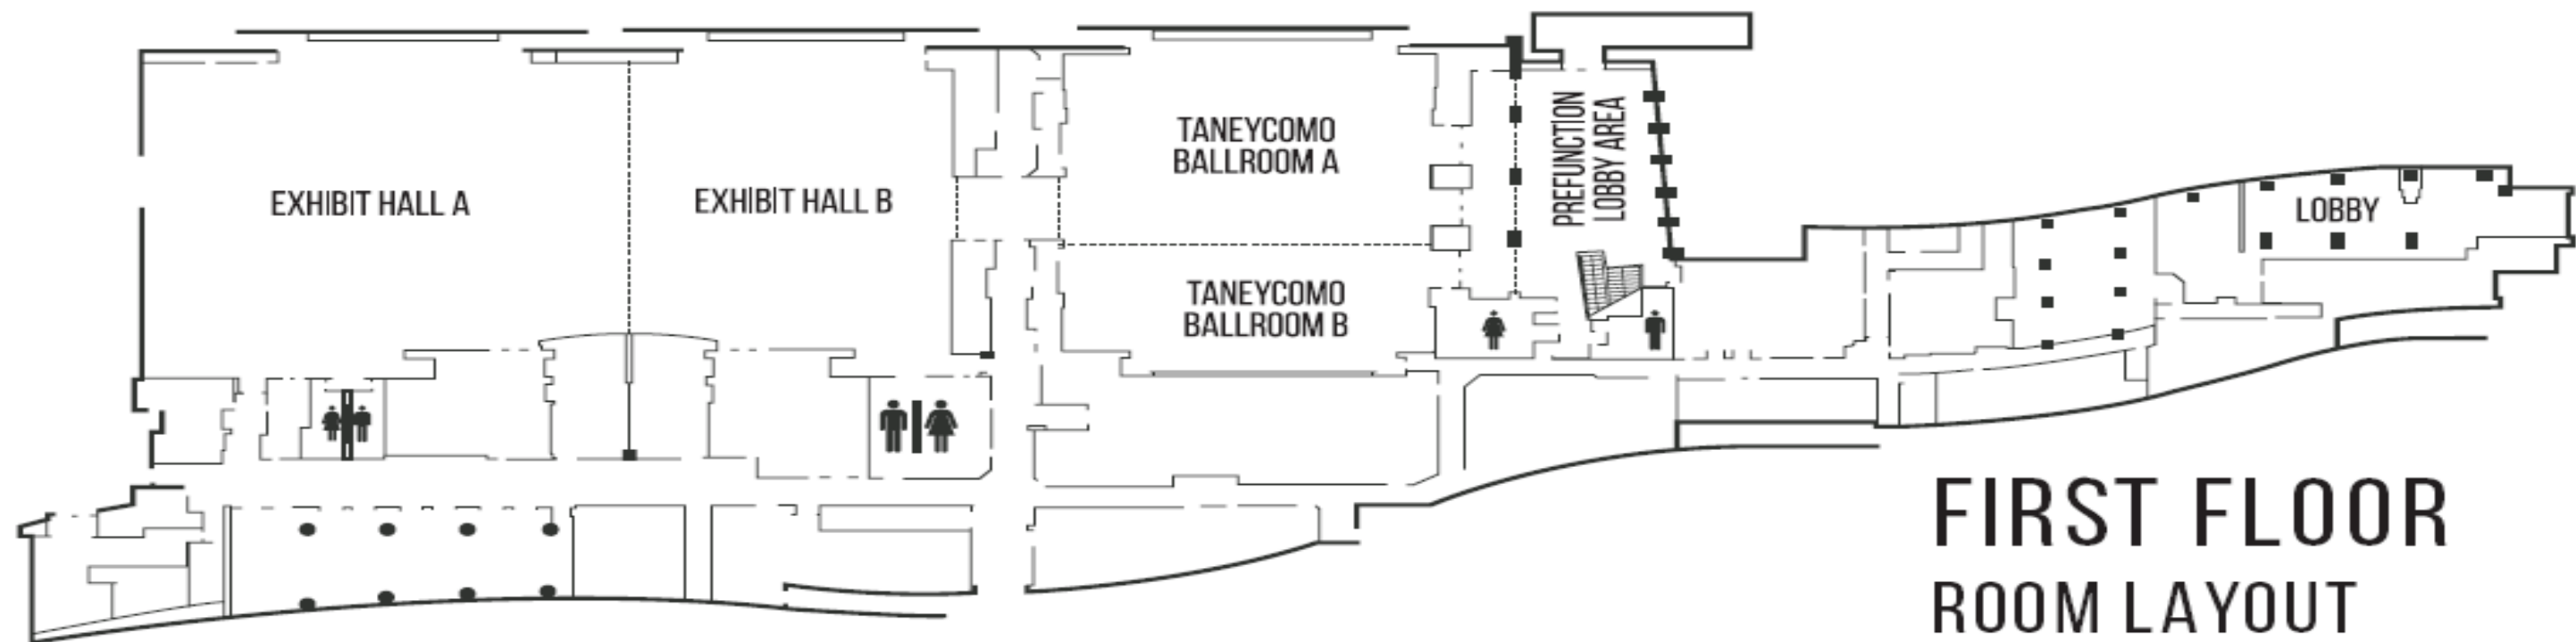 EXHIBIT HALL A
EXHIBIT HALL B
TANEYCOMO
BALLROOM A
TANEYCOMO
BALLROOM B
PREFUNCTION
LOBBY AREA
LOBBY
FIRST FLOOR
ROOM LAYOUT